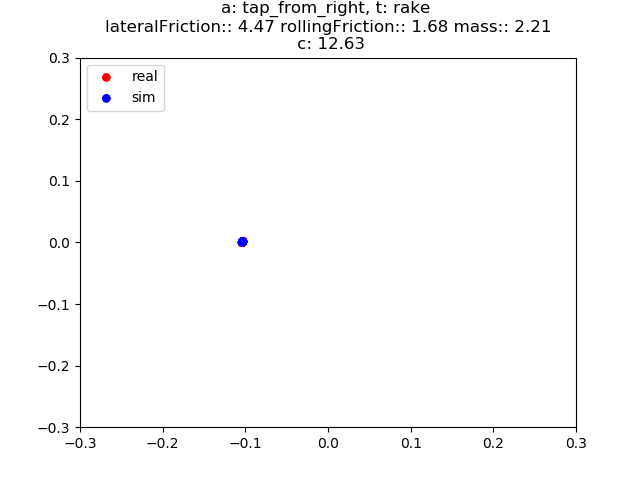 a: tap_from_right, t: rake
lateralFriction:: 4.47 rollingFriction:: 1.68 mass:: 2.21
c: 12.63
real
sim
0.3
0.2
0.1
0.0
−0.1
−0.2
−0.3
−0.3 −0.2 −0.1 0.0 0.1 0.2 0.3